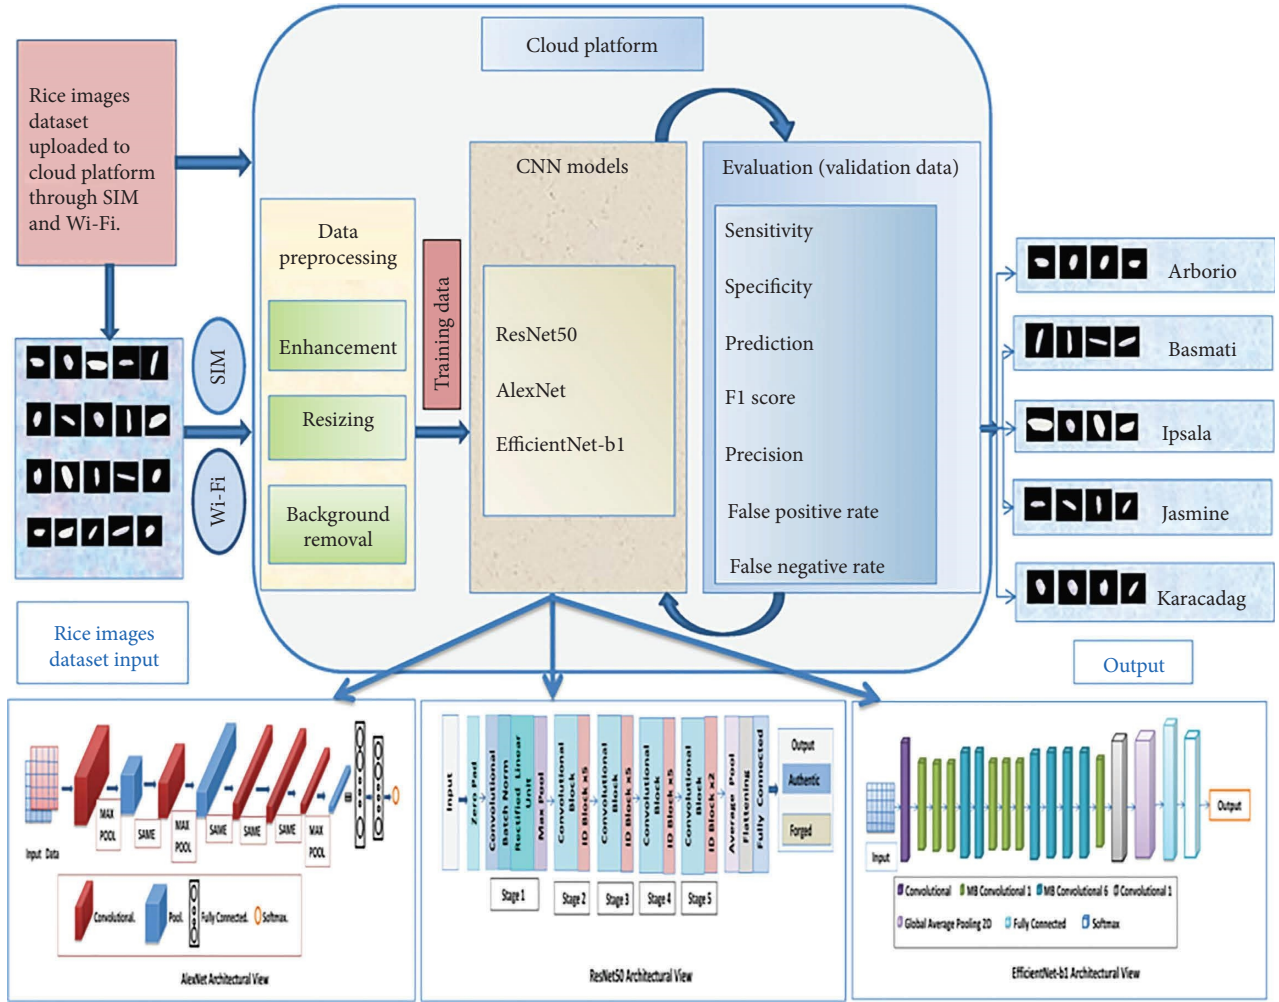 Cloud platform
Rice images
dataset
uploaded to
cloud platform
through SIM
and Wi-Fi.
SIM
Wi-Fi
Rice images
dataset input
Data
preprocessing
Enhancement
Resizing
Background
removal
Training data
CNN models
ResNet50
AlexNet
EfficientNet-b1
Evaluation (validation data)
Sensitivity
Specificity
Prediction
F1 score
Precision
False positive rate
False negative rate
Arborio
Basmati
Ipsala
Jasmine
Karacadag
Output
Input Data
MAX
POOL
SAME
MAX
POOL
SAME
SAME
SAME
MAX
POOL
Convolutional.
Pool.
Fully Connected.
Softmax.
AlexNet Architectural View
Input
Zero Pad
Convolutional
Batch Norm
Rectified Linear
Unit
Max Pool
Convolutional
Block
ID Block x5
Convolutional
Block
ID Block x5
Convolutional
Block
ID Block x5
Convolutional
Block
ID Block x2
Average Pool
Flattening
Fully Connected
Output
Authentic
Forged
Stage 1
Stage 2
Stage 3
Stage 4
Stage 5
ResNet50 Architectural View
Input
Output
Convolutional
MB Convolutional 1
MB Convolutional 6
Convolutional 1
Global Average Pooling 2D
Fully Connected
Softmax
EfficientNet-b1 Architectural View